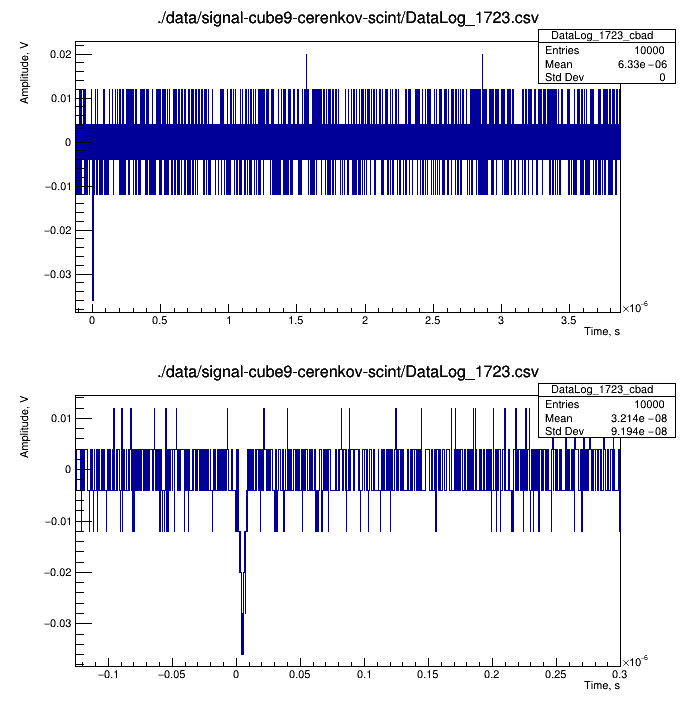 ./data/signal-cube9-cerenkov-scint/DataLog_1723.csv
DataLog_1723_cbad
Entries 10000
Mean 6.33e−06
Std Dev 0
Amplitude, V
0.02
0.01
0
−0.01
−0.02
−0.03
0 0.5 1 1.5 2 2.5 3 3.5
×10⁻⁶
Time, s
./data/signal-cube9-cerenkov-scint/DataLog_1723.csv
DataLog_1723_cbad
Entries 10000
Mean 3.214e−08
Std Dev 9.194e−08
Amplitude, V
0.01
0
−0.01
−0.02
−0.03
−0.1 −0.05 0 0.05 0.1 0.15 0.2 0.25 0.3
×10⁻⁶
Time, s